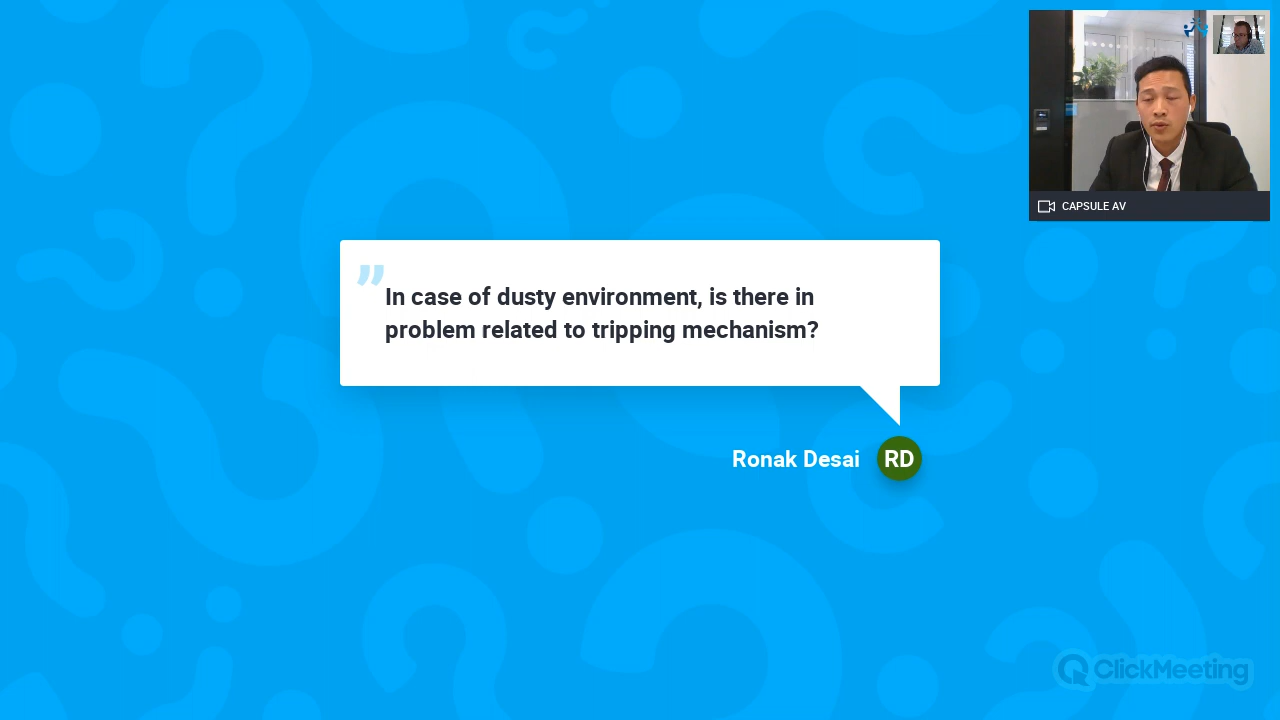 CAPSULE AV
”
In case of dusty environment, is there in
problem related to tripping mechanism?
Ronak Desai
RD
ClickMeeting